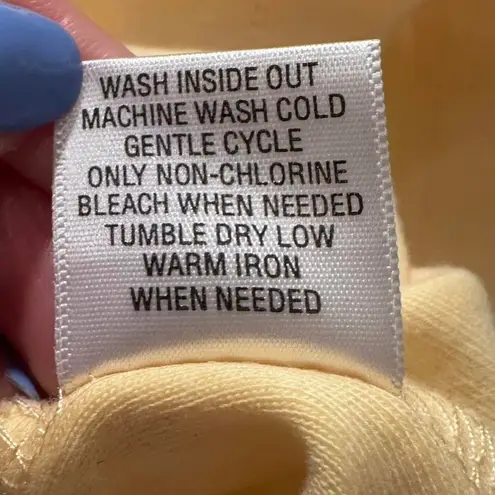 WASH INSIDE OUT
MACHINE WASH COLD
GENTLE CYCLE
ONLY NON-CHLORINE
BLEACH WHEN NEEDED
TUMBLE DRY LOW
WARM IRON
WHEN NEEDED